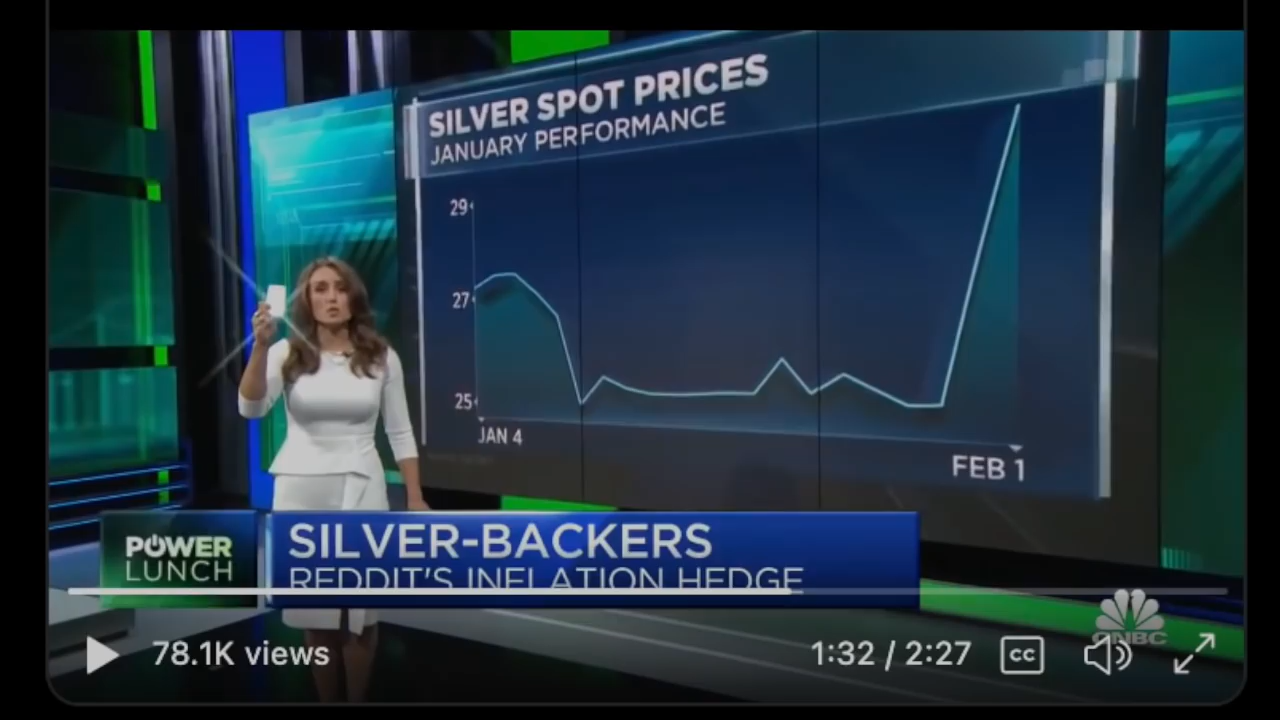 SILVER SPOT PRICES
JANUARY PERFORMANCE
29
27
25
JAN 4
FEB 1
POWER
LUNCH
SILVER-BACKERS
REDDIT'S INFLATION HEDGE
CNBC
78.1K views
1:32 / 2:27
CC